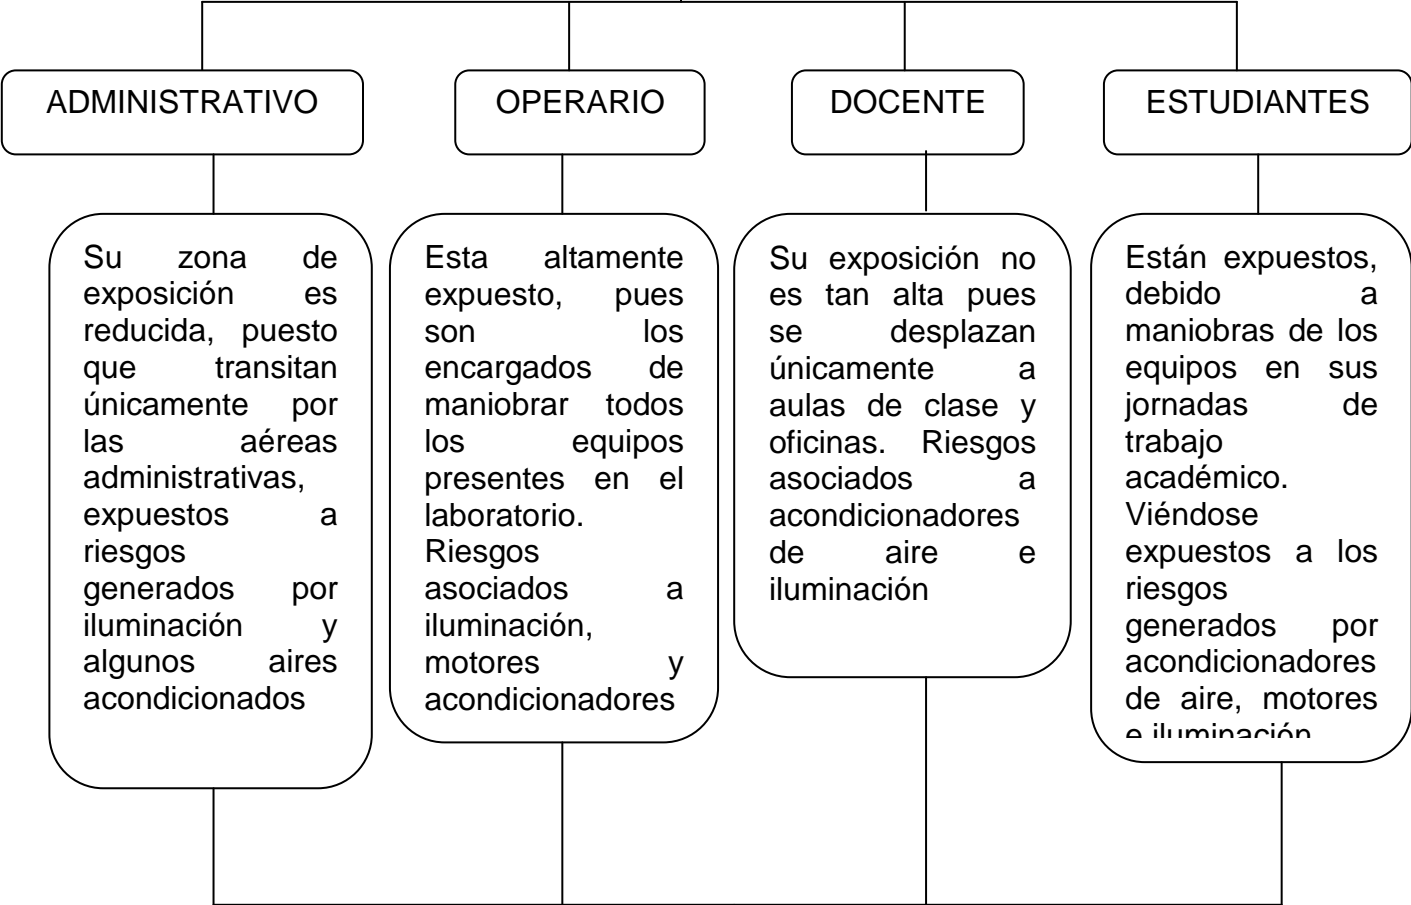 ADMINISTRATIVO
OPERARIO
DOCENTE
ESTUDIANTES
Su zona de
exposición es
reducida, puesto
que transitan
únicamente por
las aéreas
administrativas,
expuestos a
riesgos
generados por
iluminación y
algunos aires
acondicionados
Esta altamente
expuesto, pues
son los
encargados de
maniobrar todos
los equipos
presentes en el
laboratorio.
Riesgos
asociados a
iluminación,
motores y
acondicionadores
Su exposición no
es tan alta pues
se desplazan
únicamente a
aulas de clase y
oficinas. Riesgos
asociados a
acondicionadores
de aire e
iluminación
Están expuestos,
debido a
maniobras de los
equipos en sus
jornadas de
trabajo
académico.
Viéndose
expuestos a los
riesgos
generados por
acondicionadores
de aire, motores
e iluminación